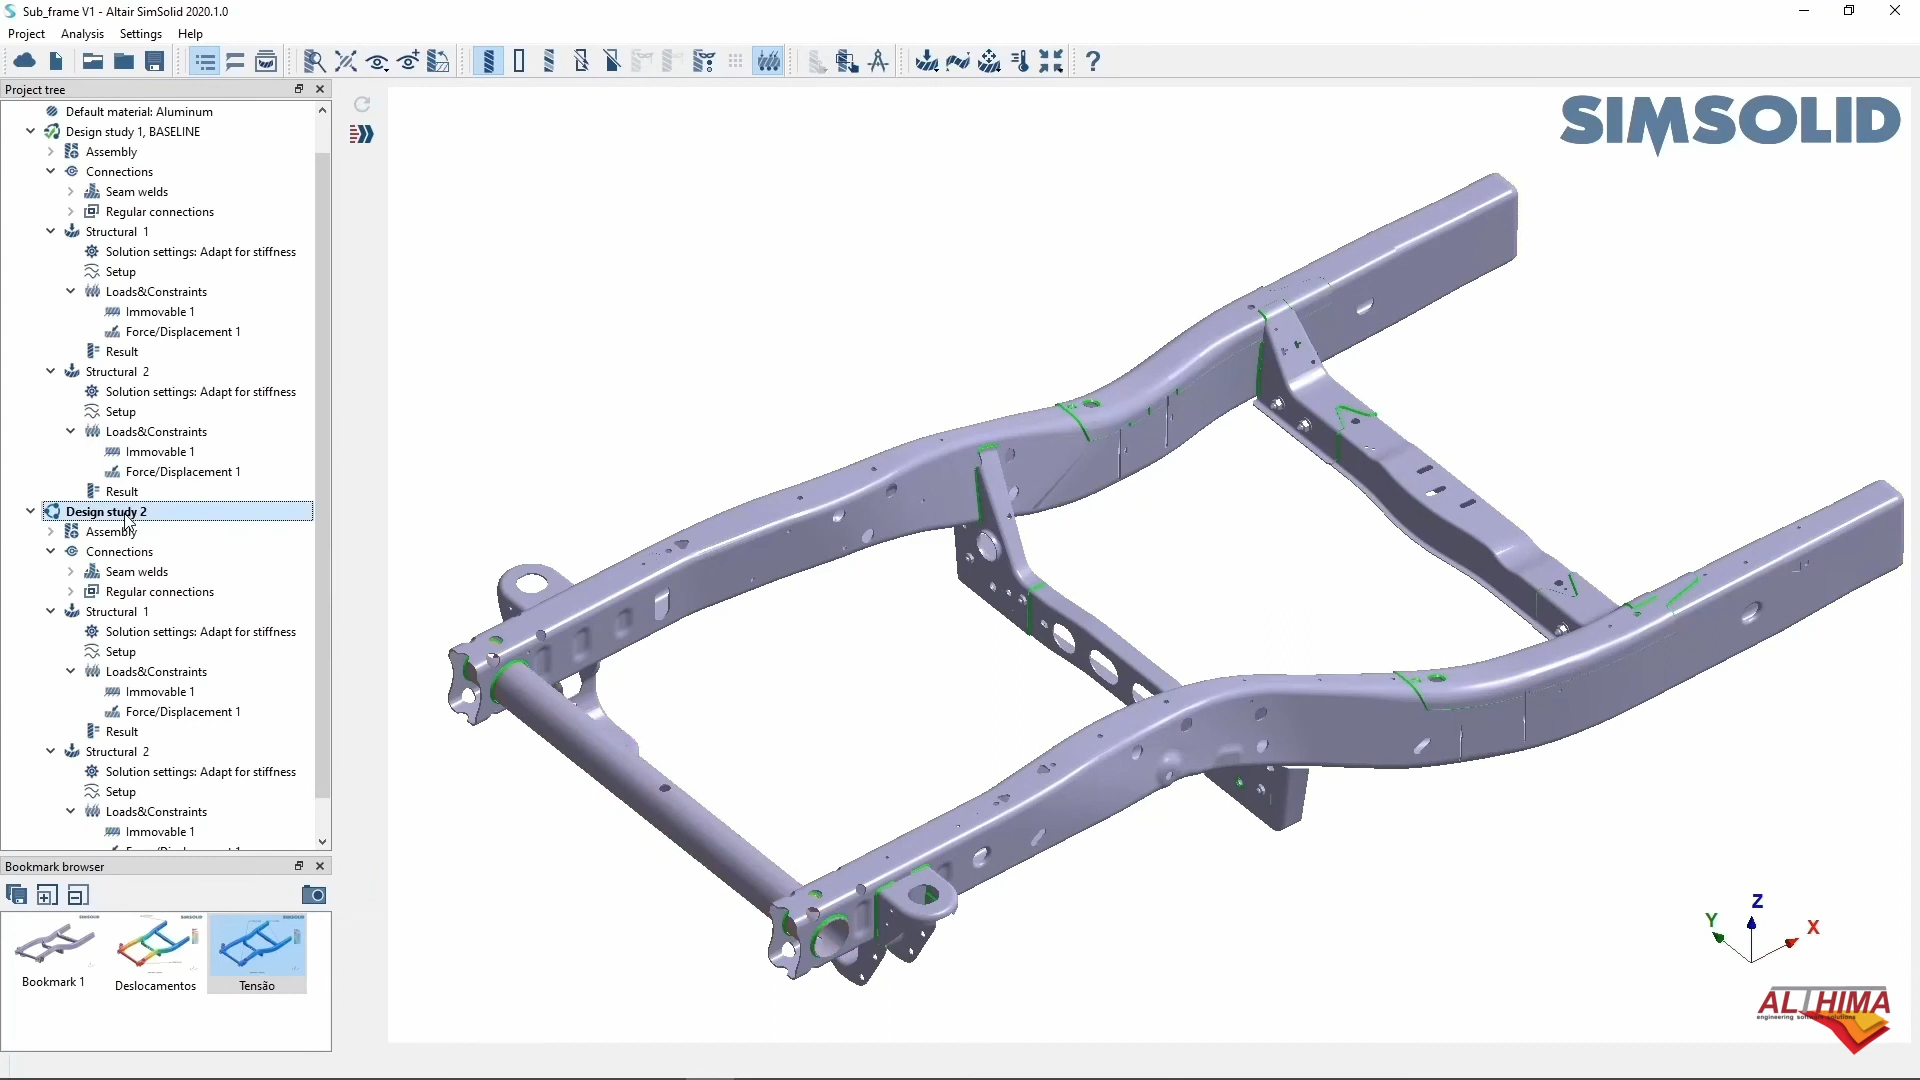 Sub_frame V1 - Altair SimSolid 2020.1.0
Project Analysis Settings Help
Project tree
Default material: Aluminum
Design study 1, BASELINE
Assembly
Connections
Seam welds
Regular connections
Structural 1
Solution settings: Adapt for stiffness
Setup
Loads&Constraints
Immovable 1
Force/Displacement 1
Result
Structural 2
Solution settings: Adapt for stiffness
Setup
Loads&Constraints
Immovable 1
Force/Displacement 1
Result
Design study 2
Assembly
Connections
Seam welds
Regular connections
Structural 1
Solution settings: Adapt for stiffness
Setup
Loads&Constraints
Immovable 1
Force/Displacement 1
Result
Structural 2
Solution settings: Adapt for stiffness
Setup
Loads&Constraints
Immovable 1
Bookmark browser
Bookmark 1
Deslocamentos
Tensão
SIMSOLID
Z
Y
X
ALTHIMA
engineering software solutions